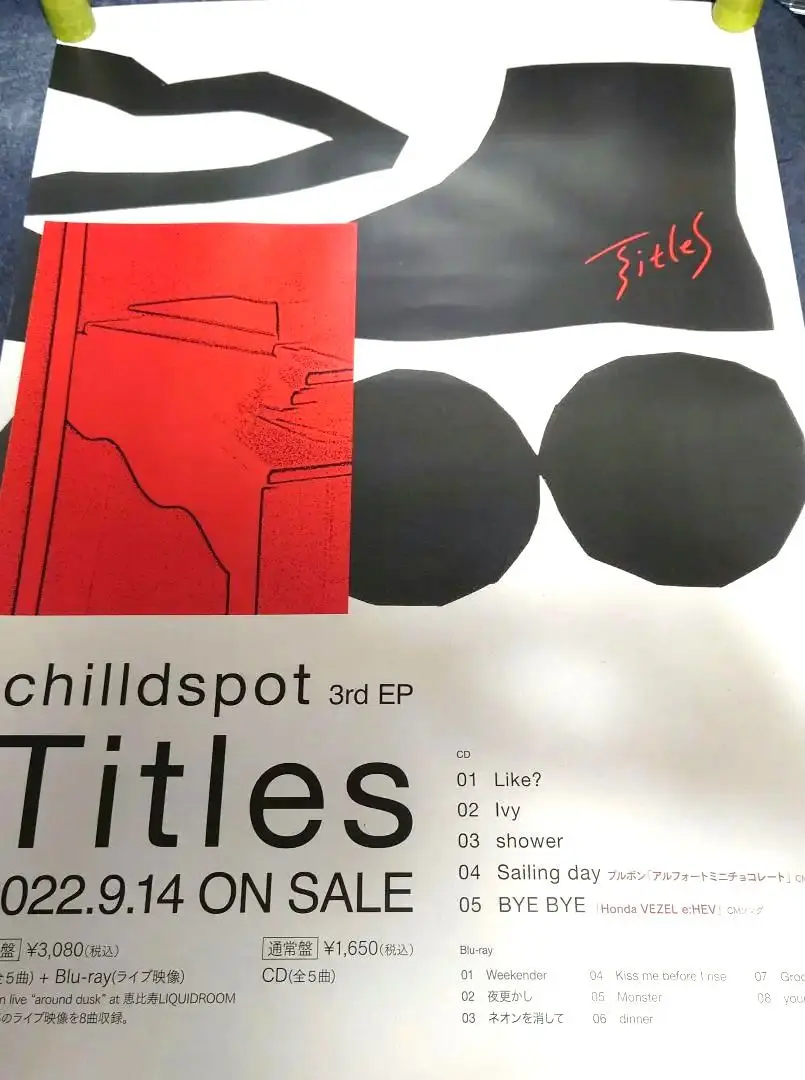 Titles
chilldspot 3rd EP
Titles
2022.9.14 ON SALE
盤 ¥3,080(税込)
全5曲) + Blu-ray(ライブ映像)
n live "around dusk" at 恵比寿LIQUIDROOM
のライブ映像を8曲収録。
通常盤 ¥1,650(税込)
CD(全5曲)
CD
01 Like?
02 Ivy
03 shower
04 Sailing day ブルボン「アルフォートミニチョコレート」CM
05 BYE BYE 「Honda VEZEL e:HEV」CMソング
Blu-ray
01 Weekender
02 夜更かし
03 ネオンを消して
04 Kiss me before I rise
05 Monster
06 dinner
07 Groo
08 your